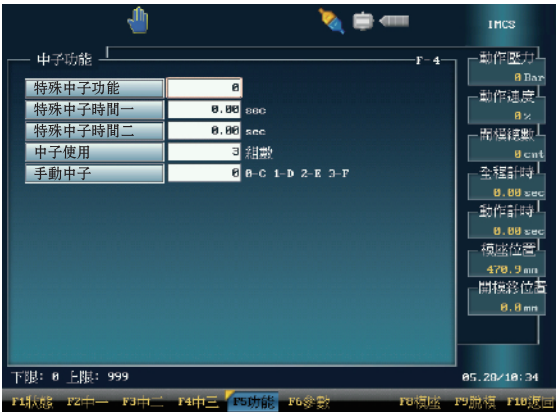 IMCS
中子功能 F-4
特殊中子功能 0
特殊中子時間一 0.00 sec
特殊中子時間二 0.00 sec
中子使用 3 組數
手動中子 0 0-C 1-D 2-E 3-F
動作壓力
0 Bar
動作速度
0 %
開模總數
0 cnt
全程計時
0.00 sec
動作計時
0.00 sec
模座位置
470.9 mm
開模終位置
0.0 mm
下限: 0 上限: 999
05.20/10:34
F1狀態 F2中一 F3中二 F4中三 F5功能 F6參數 F8模座 F9脫模 F10返回